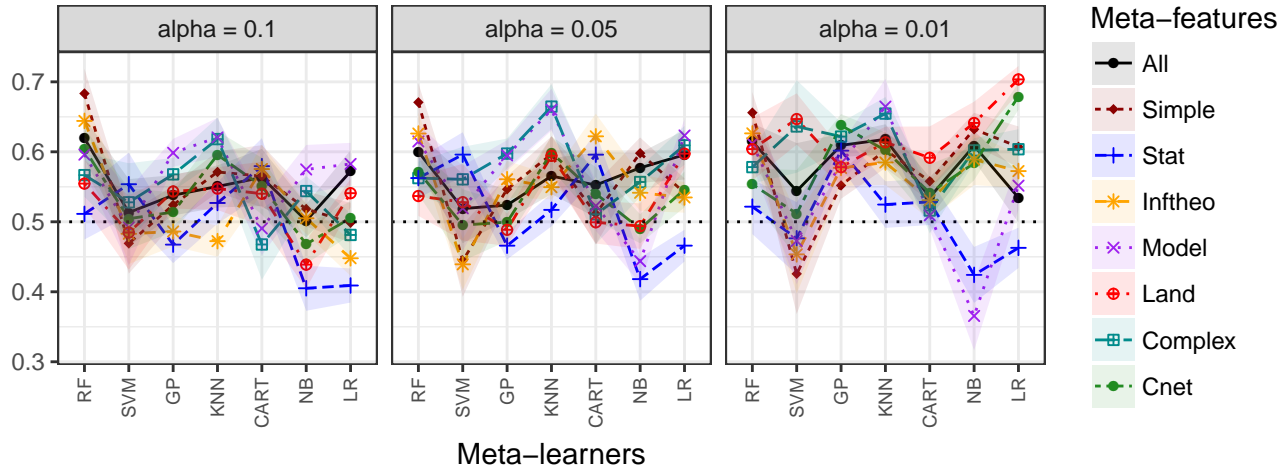 alpha = 0.1
alpha = 0.05
alpha = 0.01
0.7
0.6
0.5
0.4
0.3
RF
SVM
GP
KNN
CART
NB
LR
RF
SVM
GP
KNN
CART
NB
LR
RF
SVM
GP
KNN
CART
NB
LR
Meta−learners
Meta−features
All
Simple
Stat
Inftheo
Model
Land
Complex
Cnet